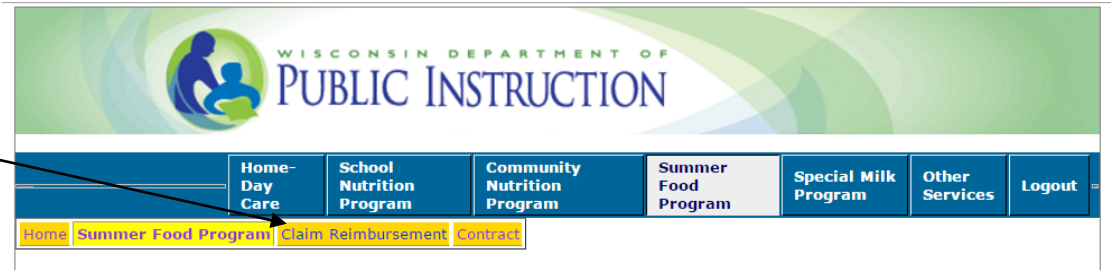 WISCONSIN DEPARTMENT OF
PUBLIC INSTRUCTION
Home-
Day
Care
School
Nutrition
Program
Community
Nutrition
Program
Summer
Food
Program
Special Milk
Program
Other
Services
Logout
Home Summer Food Program Claim Reimbursement Contract